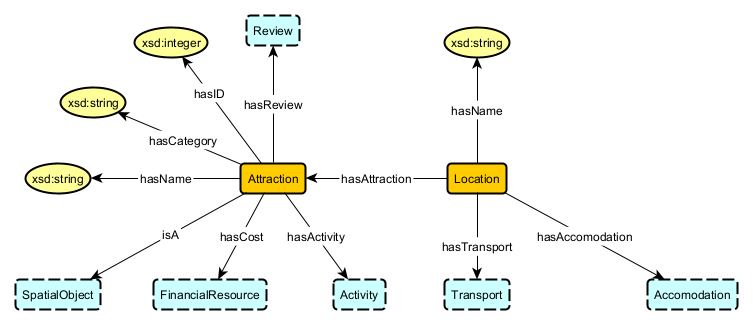 Review
xsd:integer
xsd:string
hasID
xsd:string
hasReview
hasName
hasCategory
xsd:string
hasName
Attraction
hasAttraction
Location
isA
hasCost
hasActivity
hasTransport
hasAccomodation
SpatialObject
FinancialResource
Activity
Transport
Accomodation